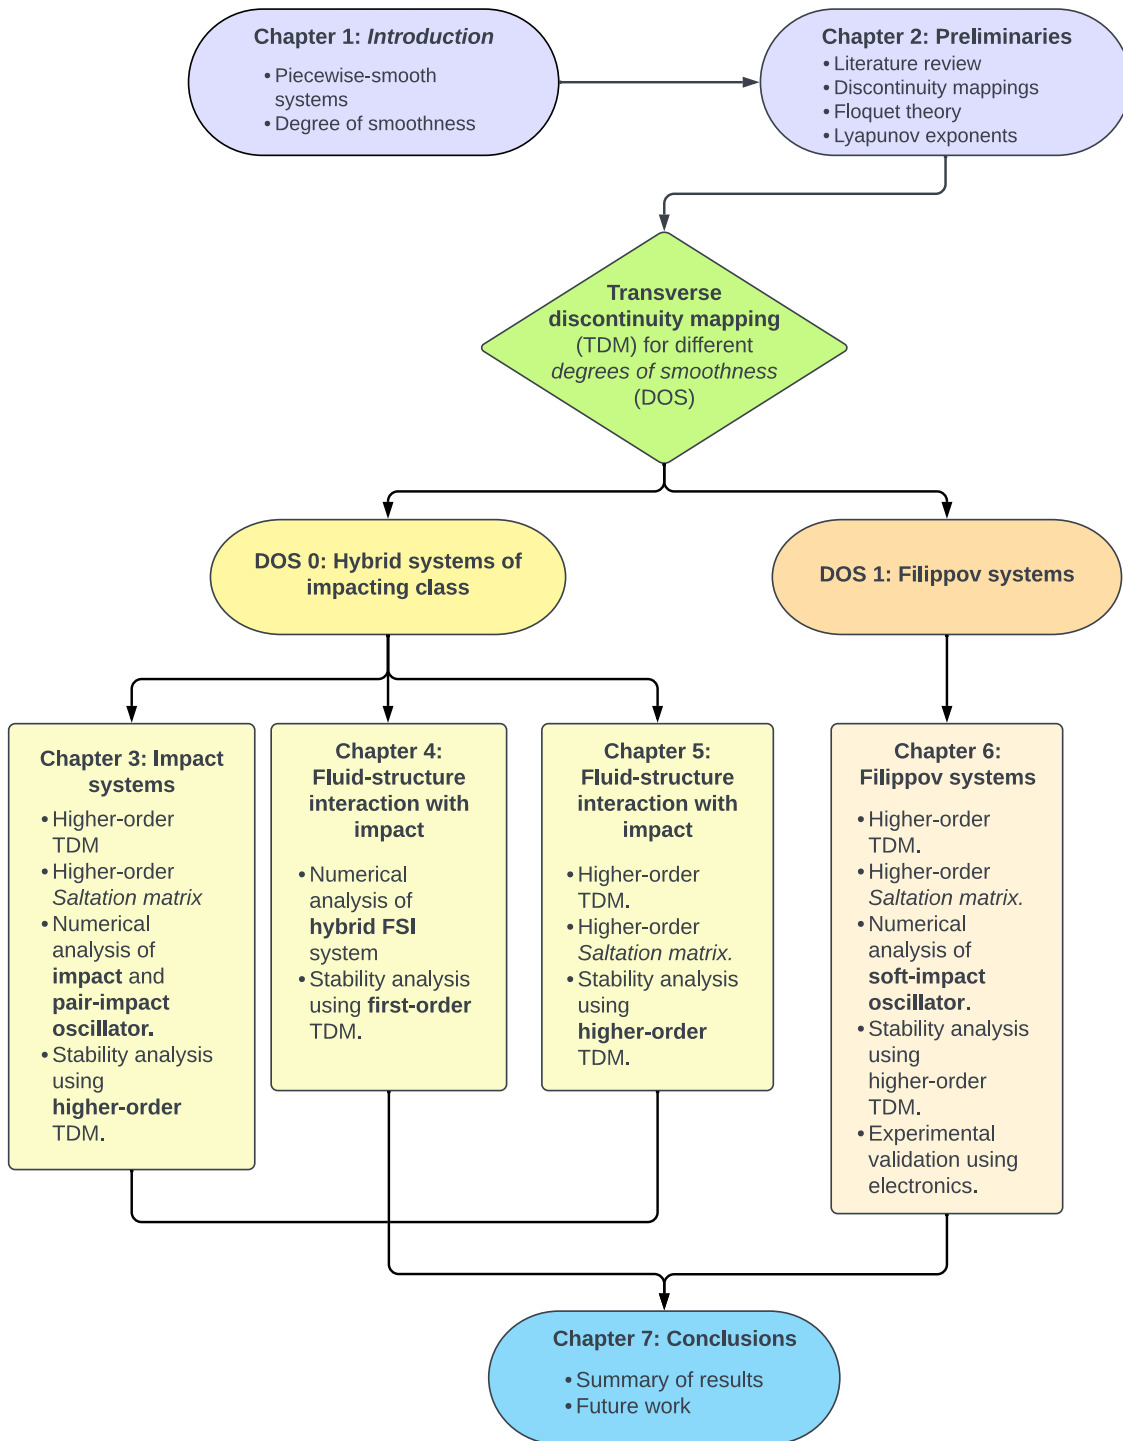 Chapter 1: Introduction
• Piecewise-smooth
systems
• Degree of smoothness
Chapter 2: Preliminaries
• Literature review
• Discontinuity mappings
• Floquet theory
• Lyapunov exponents
Transverse
discontinuity mapping
(TDM) for different
degrees of smoothness
(DOS)
DOS 0: Hybrid systems of
impacting class
DOS 1: Filippov systems
Chapter 3: Impact
systems
• Higher-order
TDM
• Higher-order
Saltation matrix
• Numerical
analysis of
impact and
pair-impact
oscillator.
• Stability analysis
using
higher-order
TDM.
Chapter 4:
Fluid-structure
interaction with
impact
• Numerical
analysis of
hybrid FSI
system
• Stability analysis
using first-order
TDM.
Chapter 5:
Fluid-structure
interaction with
impact
• Higher-order
TDM.
• Higher-order
Saltation matrix.
• Stability analysis
using
higher-order
TDM.
Chapter 6:
Filippov systems
• Higher-order
TDM.
• Higher-order
Saltation matrix.
• Numerical
analysis of
soft-impact
oscillator.
• Stability analysis
using
higher-order
TDM.
• Experimental
validation using
electronics.
Chapter 7: Conclusions
• Summary of results
• Future work